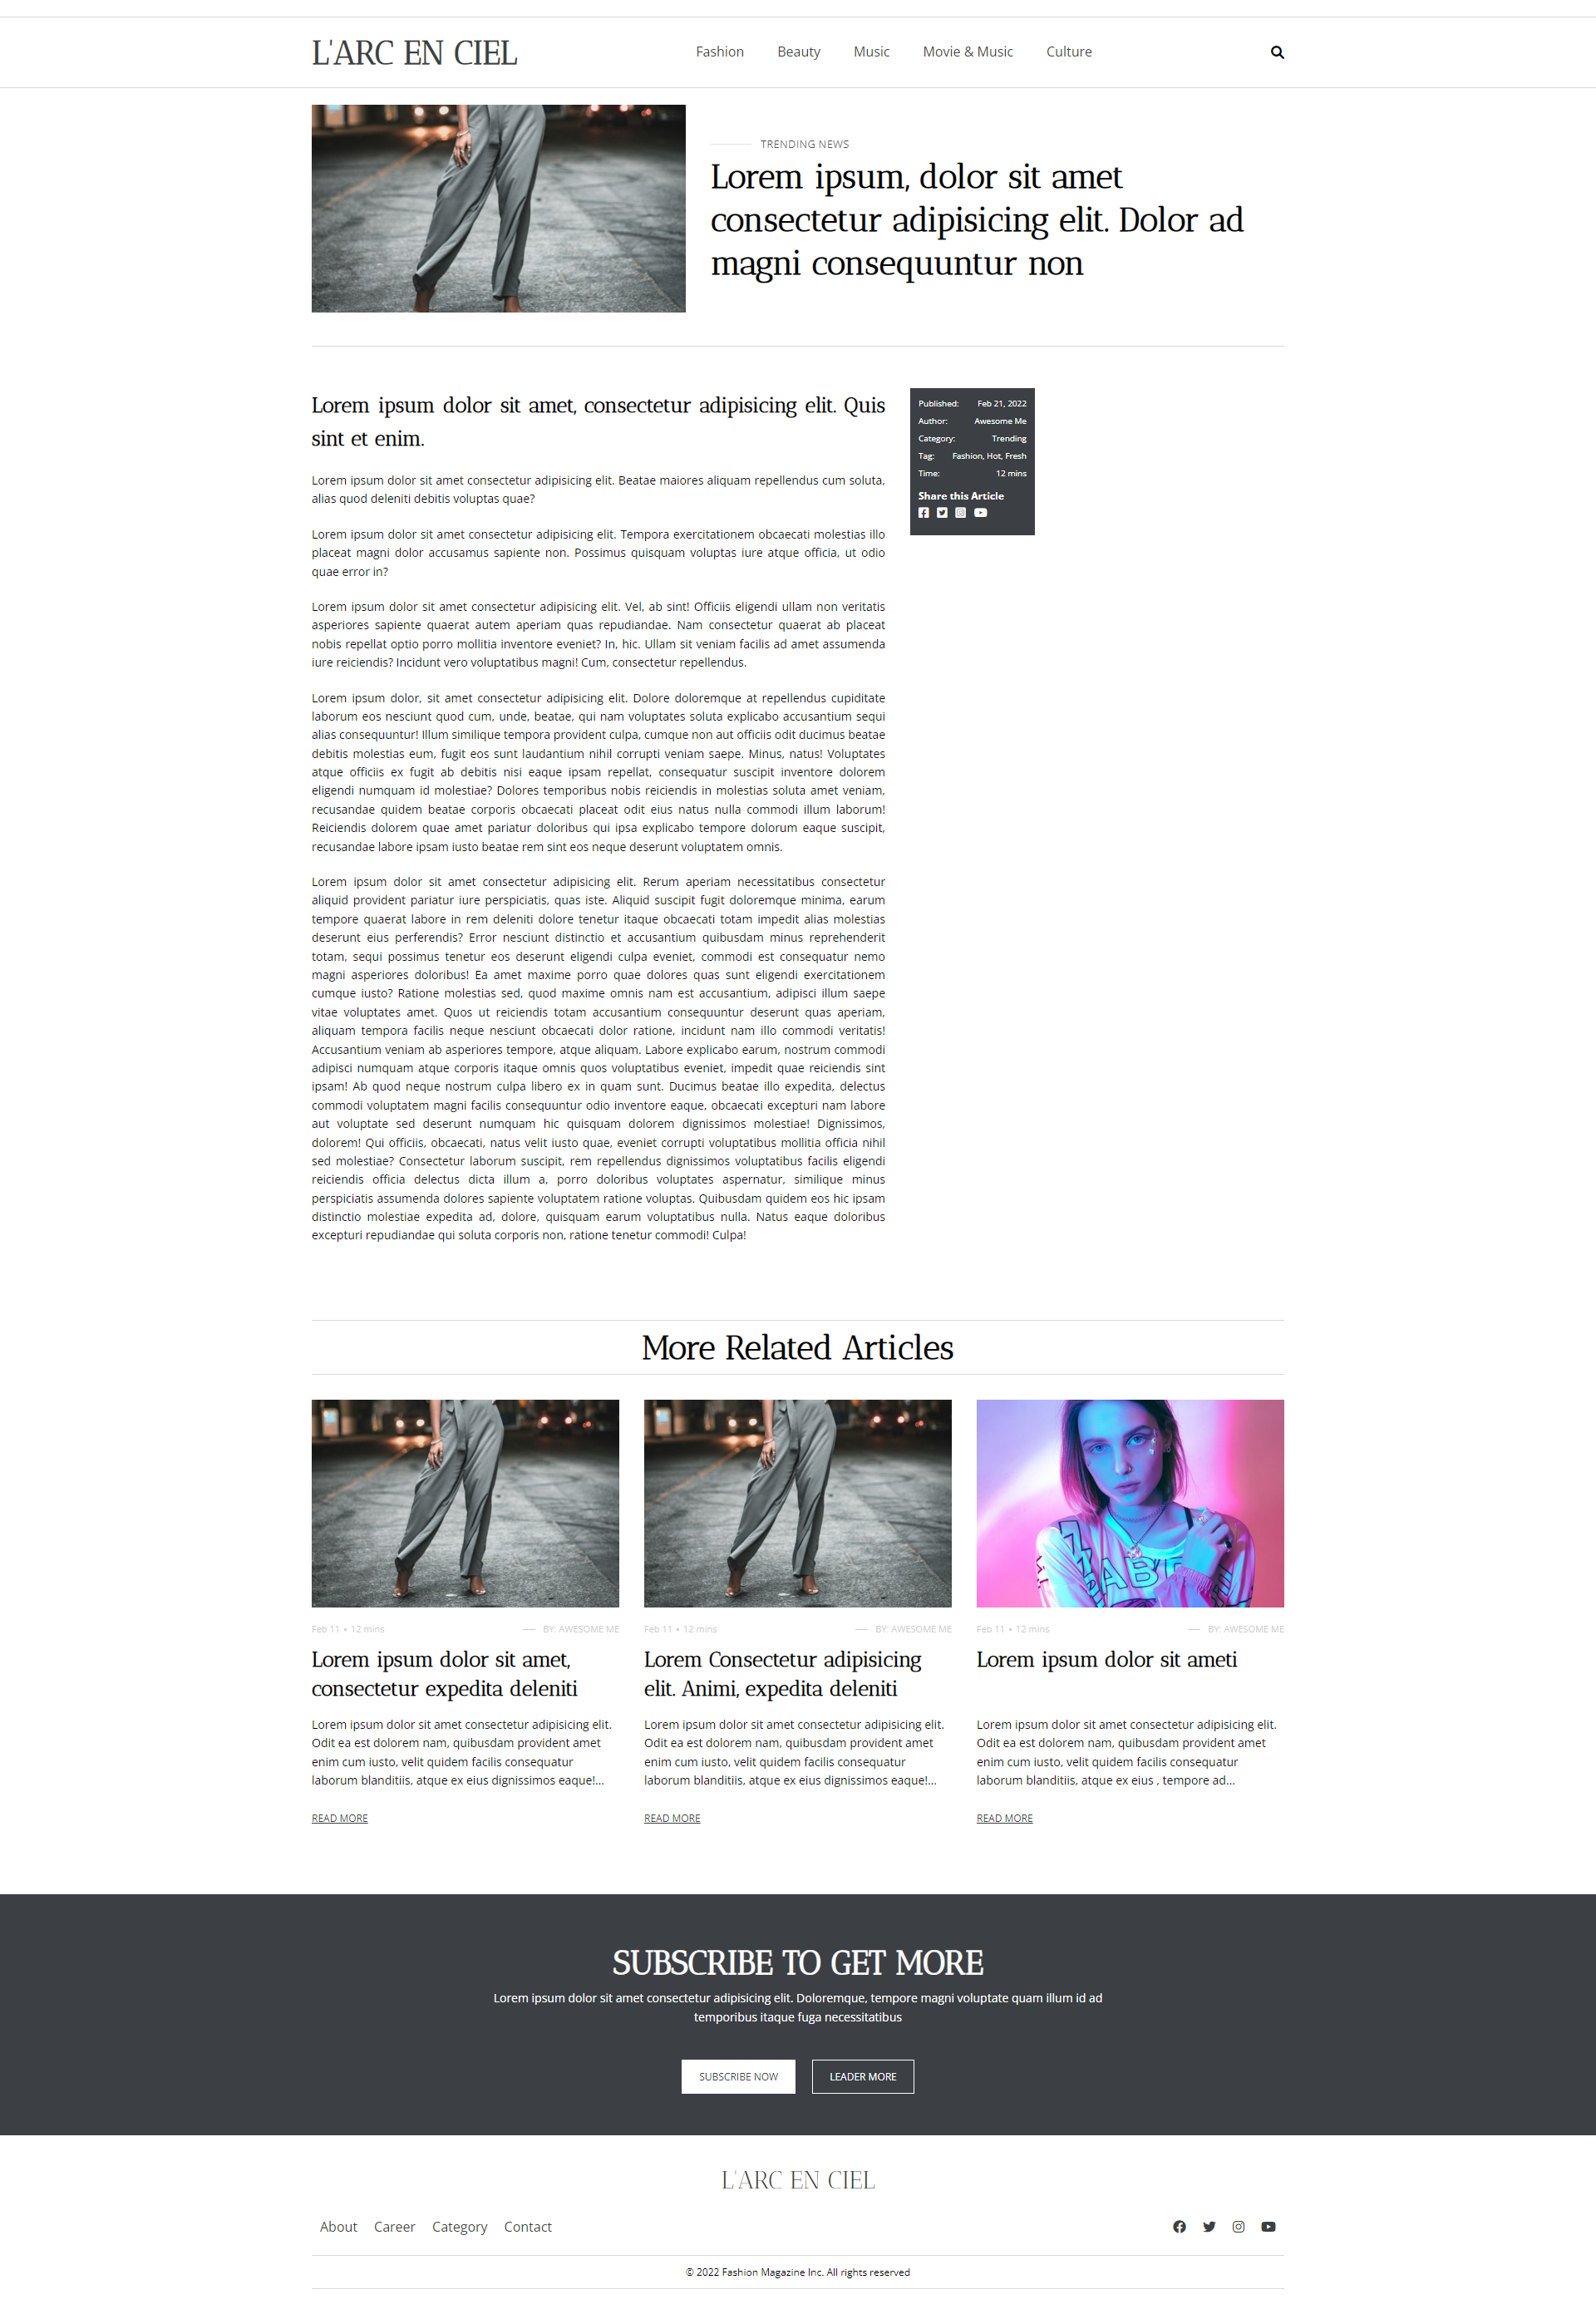 L'ARC EN CIEL
Fashion Beauty Music Movie & Music Culture
TRENDING NEWS
Lorem ipsum, dolor sit amet
consectetur adipisicing elit. Dolor ad
magni consequuntur non
Lorem ipsum dolor sit amet, consectetur adipisicing elit. Quis
sint et enim.
Lorem ipsum dolor sit amet consectetur adipisicing elit. Beatae maiores aliquam repellendus cum soluta,
alias quod deleniti debitis voluptas quae?
Lorem ipsum dolor sit amet consectetur adipisicing elit. Tempora exercitationem obcaecati molestias illo
placeat magni dolor accusamus sapiente non. Possimus quisquam voluptas iure atque officia, ut odio
quae error in?
Lorem ipsum dolor sit amet consectetur adipisicing elit. Vel, ab sint! Officiis eligendi ullam non veritatis
asperiores sapiente quaerat autem aperiam quas repudiandae. Nam consectetur quaerat ab placeat
nobis repellat optio porro mollitia inventore eveniet? In, hic. Ullam sit veniam facilis ad amet assumenda
iure reiciendis? Incidunt vero voluptatibus magni! Cum, consectetur repellendus.
Lorem ipsum dolor, sit amet consectetur adipisicing elit. Dolore doloremque at repellendus cupiditate
laborum eos nesciunt quod cum, unde, beatae, qui nam voluptates soluta explicabo accusantium sequi
alias consequuntur! Illum similique tempora provident culpa, cumque non aut officiis odit ducimus beatae
debitis molestias eum, fugit eos sunt laudantium nihil corrupti veniam saepe. Minus, natus! Voluptates
atque officiis ex fugit ab debitis nisi eaque ipsam repellat, consequatur suscipit inventore dolorem
eligendi numquam id molestiae? Dolores temporibus nobis reiciendis in molestias soluta amet veniam,
recusandae quidem beatae corporis obcaecati placeat odit eius natus nulla commodi illum laborum!
Reiciendis dolorem quae amet pariatur doloribus qui ipsa explicabo tempore dolorum eaque suscipit,
recusandae labore ipsam iusto beatae rem sint eos neque deserunt voluptatem omnis.
Lorem ipsum dolor sit amet consectetur adipisicing elit. Rerum aperiam necessitatibus consectetur
aliquid provident pariatur iure perspiciatis, quas iste. Aliquid suscipit fugit doloremque minima, earum
tempore quaerat labore in rem deleniti dolore tenetur itaque obcaecati totam impedit alias molestias
deserunt eius perferendis? Error nesciunt distinctio et accusantium quibusdam minus reprehenderit
totam, sequi possimus tenetur eos deserunt eligendi culpa eveniet, commodi est consequatur nemo
magni asperiores doloribus! Ea amet maxime porro quae dolores quas sunt eligendi exercitationem
cumque iusto? Ratione molestias sed, quod maxime omnis nam est accusantium, adipisci illum saepe
vitae voluptates amet. Quos ut reiciendis totam accusantium consequuntur deserunt quas aperiam,
aliquam tempora facilis neque nesciunt obcaecati dolor ratione, incidunt nam illo commodi veritatis!
Accusantium veniam ab asperiores tempore, atque aliquam. Labore explicabo earum, nostrum commodi
adipisci numquam atque corporis itaque omnis quos voluptatibus eveniet, impedit quae reiciendis sint
ipsam! Ab quod neque nostrum culpa libero ex in quam sunt. Ducimus beatae illo expedita, delectus
commodi voluptatem magni facilis consequuntur odio inventore eaque, obcaecati excepturi nam labore
aut voluptate sed deserunt numquam hic quisquam dolorem dignissimos molestiae! Dignissimos,
dolorem! Qui officiis, obcaecati, natus velit iusto quae, eveniet corrupti voluptatibus mollitia officia nihil
sed molestiae? Consectetur laborum suscipit, rem repellendus dignissimos voluptatibus facilis eligendi
reiciendis officia delectus dicta illum a, porro doloribus voluptates aspernatur, similique minus
perspiciatis assumenda dolores sapiente voluptatem ratione voluptas. Quibusdam quidem eos hic ipsam
distinctio molestiae expedita ad, dolore, quisquam earum voluptatibus nulla. Natus eaque doloribus
excepturi repudiandae qui soluta corporis non, ratione tenetur commodi! Culpa!
Published: Feb 21, 2022
Author: Awesome Me
Category: Trending
Tag: Fashion, Hot, Fresh
Time: 12 mins
Share this Article
More Related Articles
ABE
Feb 11 • 12 mins BY: AWESOME ME
Lorem ipsum dolor sit amet,
consectetur expedita deleniti
Lorem ipsum dolor sit amet consectetur adipisicing elit.
Odit ea est dolorem nam, quibusdam provident amet
enim cum iusto, velit quidem facilis consequatur
laborum blanditiis, atque ex eius dignissimos eaque!...
READ MORE
Feb 11 • 12 mins BY: AWESOME ME
Lorem Consectetur adipisicing
elit. Animi, expedita deleniti
Lorem ipsum dolor sit amet consectetur adipisicing elit.
Odit ea est dolorem nam, quibusdam provident amet
enim cum iusto, velit quidem facilis consequatur
laborum blanditiis, atque ex eius dignissimos eaque!...
READ MORE
Feb 11 • 12 mins BY: AWESOME ME
Lorem ipsum dolor sit ameti
Lorem ipsum dolor sit amet consectetur adipisicing elit.
Odit ea est dolorem nam, quibusdam provident amet
enim cum iusto, velit quidem facilis consequatur
laborum blanditiis, atque ex eius , tempore ad...
READ MORE
SUBSCRIBE TO GET MORE
Lorem ipsum dolor sit amet consectetur adipisicing elit. Doloremque, tempore magni voluptate quam illum id ad
temporibus itaque fuga necessitatibus
SUBSCRIBE NOW LEADER MORE
L'ARC EN CIEL
About Career Category Contact
© 2022 Fashion Magazine Inc. All rights reserved